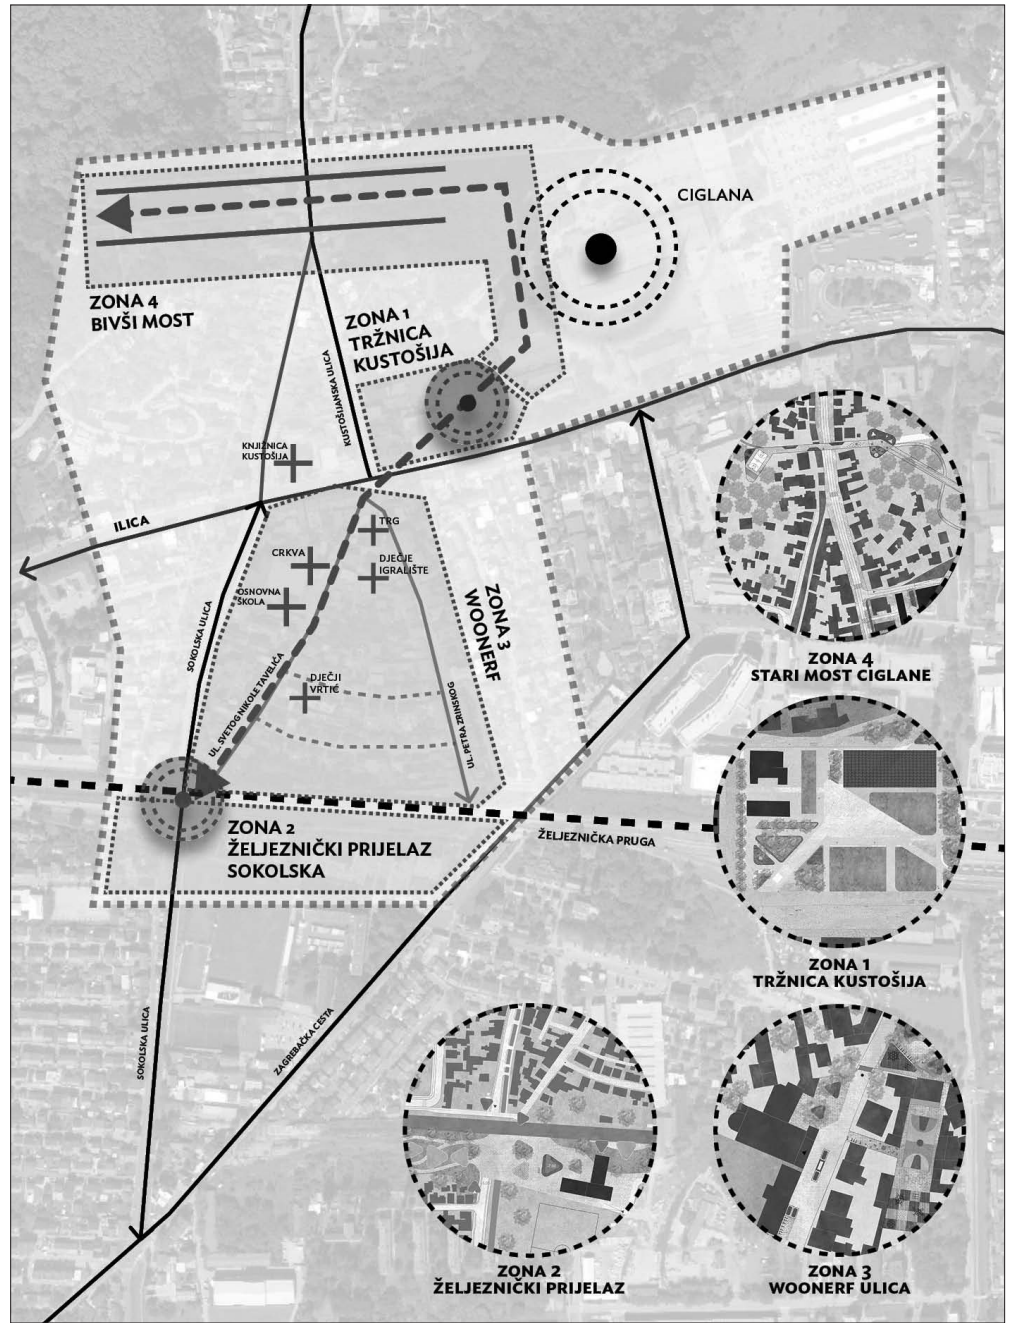 CIGLANA
ZONA 4
BIVŠI MOST
ZONA 1
TRŽNICA
KUSTOŠIJA
KUSTOŠIJANSKA ULICA
KNJIŽNICA
KUSTOŠIJA
ILICA
TRG
CRKVA
DJEČJE
IGRALIŠTE
OSNOVNA
ŠKOLA
ZONA 3
WOONERF
SOKOLSKA ULICA
DJEČJI
VRTIĆ
UL. SVETOG NIKOLE TAVELIĆA
UL. PETRA ZRINSKOG
ZONA 4
STARI MOST CIGLANE
ZONA 2
ŽELJEZNIČKI PRIJELAZ
SOKOLSKA
ŽELJEZNIČKA PRUGA
ZONA 1
TRŽNICA KUSTOŠIJA
SOKOLSKA ULICA
ZAGREBAČKA CESTA
ZONA 2
ŽELJEZNIČKI PRIJELAZ
ZONA 3
WOONERF ULICA